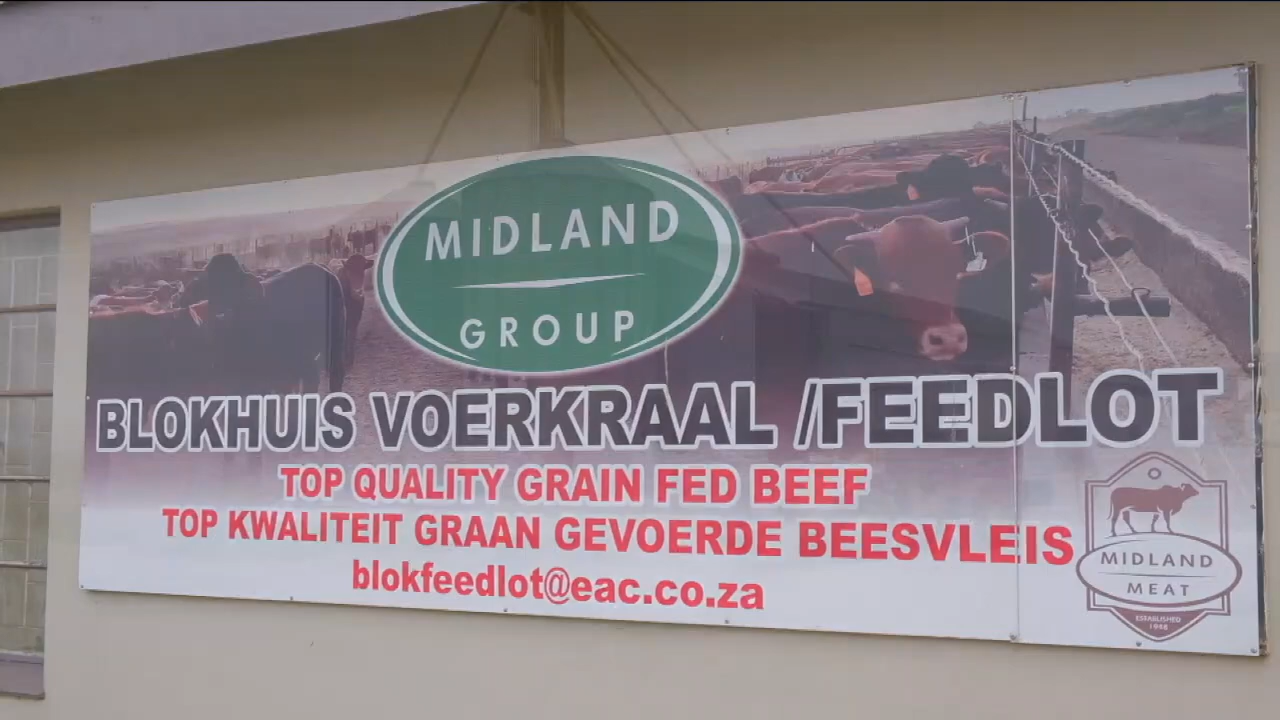 MIDLAND
GROUP
BLOKHUIS VOERKRAAL /FEEDLOT
TOP QUALITY GRAIN FED BEEF
TOP KWALITEIT GRAAN GEVOERDE BEESVLEIS
blokfeedlot@eac.co.za
MIDLAND
MEAT
ESTABLISHED